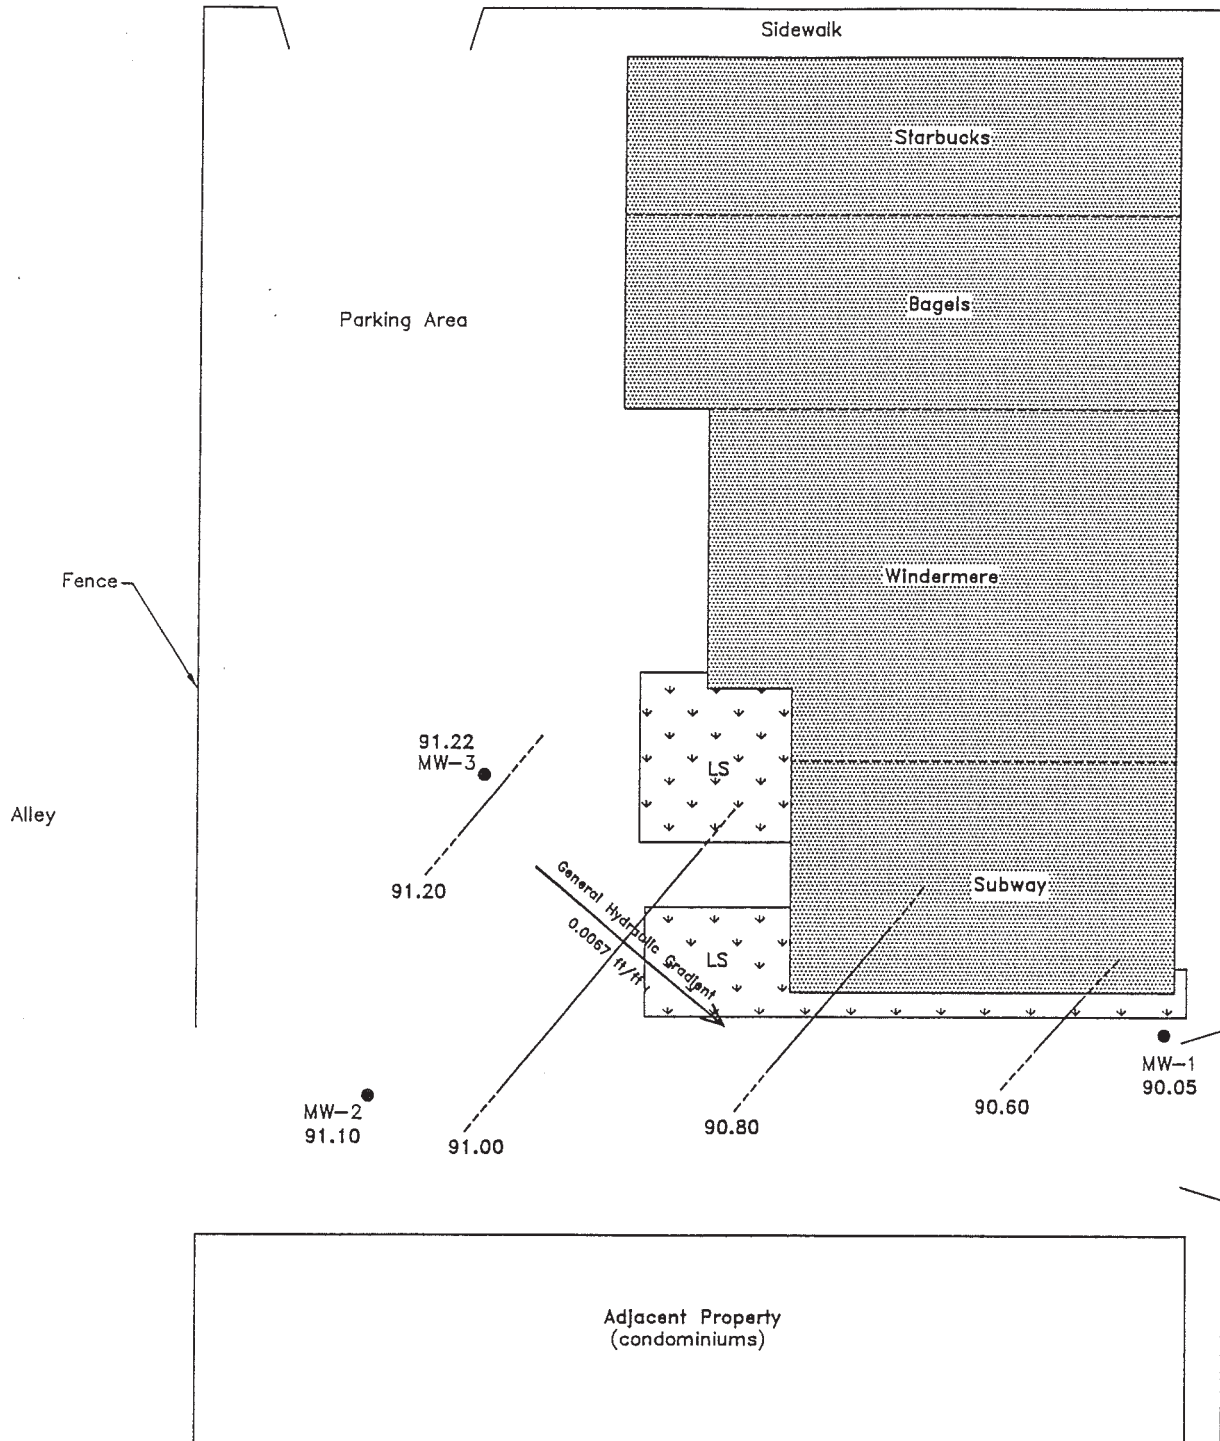 Sidewalk
Starbucks
Bagels
Parking Area
Windermere
Fence
91.22
MW-3
LS
Alley
91.20
General Hydraulic Gradient
0.0067 ft/ft
Subway
LS
MW-1
90.05
MW-2
91.10
91.00
90.80
90.60
Adjacent Property
(condominiums)